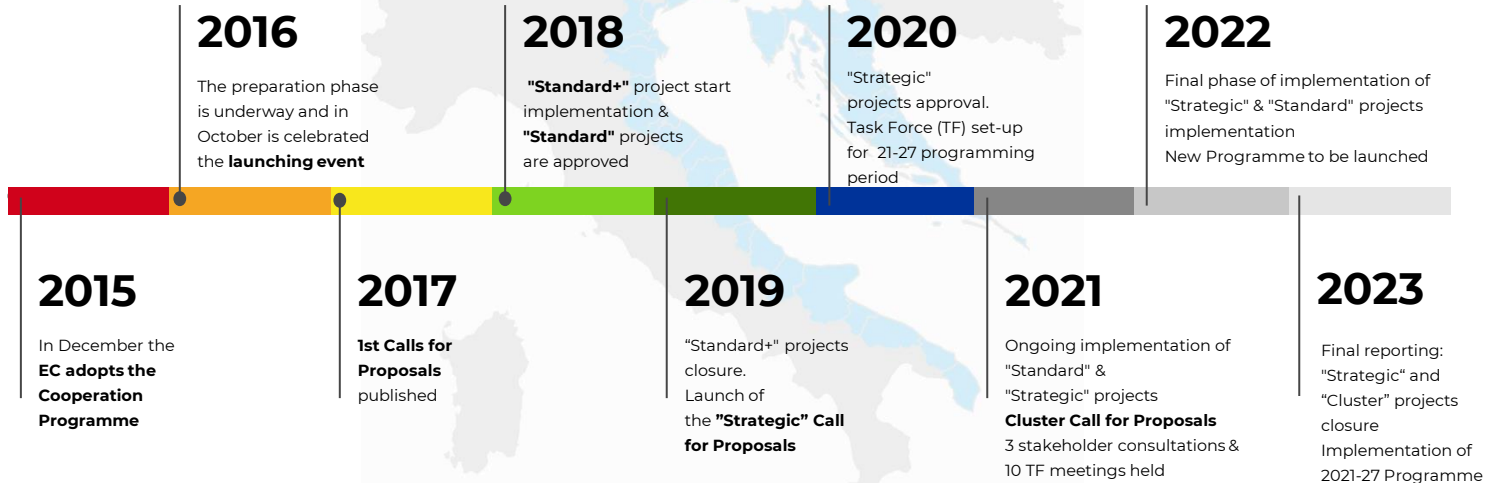 2016
The preparation phase
is underway and in
October is celebrated
the launching event
2018
"Standard+" project start
implementation &
"Standard" projects
are approved
2020
"Strategic"
projects approval.
Task Force (TF) set-up
for 21-27 programming
period
2022
Final phase of implementation of
"Strategic" & "Standard" projects
implementation
New Programme to be launched
2015
In December the
EC adopts the
Cooperation
Programme
2017
1st Calls for
Proposals
published
2019
“Standard+" projects
closure.
Launch of
the ”Strategic” Call
for Proposals
2021
Ongoing implementation of
"Standard" &
"Strategic" projects
Cluster Call for Proposals
3 stakeholder consultations &
10 TF meetings held
2023
Final reporting:
"Strategic“ and
“Cluster” projects
closure
Implementation of
2021-27 Programme